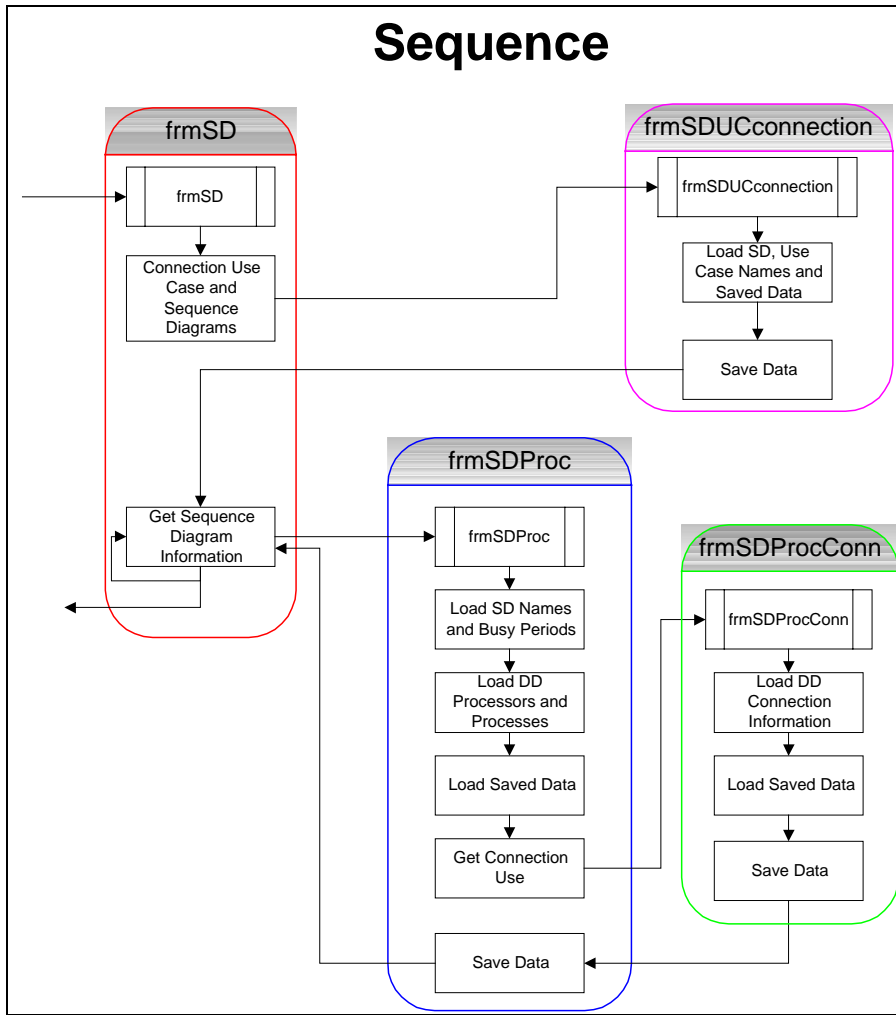 Sequence
frmSD
frmSD
Connection Use
Case and
Sequence
Diagrams
Get Sequence
Diagram
Information
frmSDUCconnection
frmSDUCconnection
Load SD, Use
Case Names and
Saved Data
Save Data
frmSDProc
frmSDProc
Load SD Names
and Busy Periods
Load DD
Processors and
Processes
Load Saved Data
Get Connection
Use
Save Data
frmSDProcConn
frmSDProcConn
Load DD
Connection
Information
Load Saved Data
Save Data